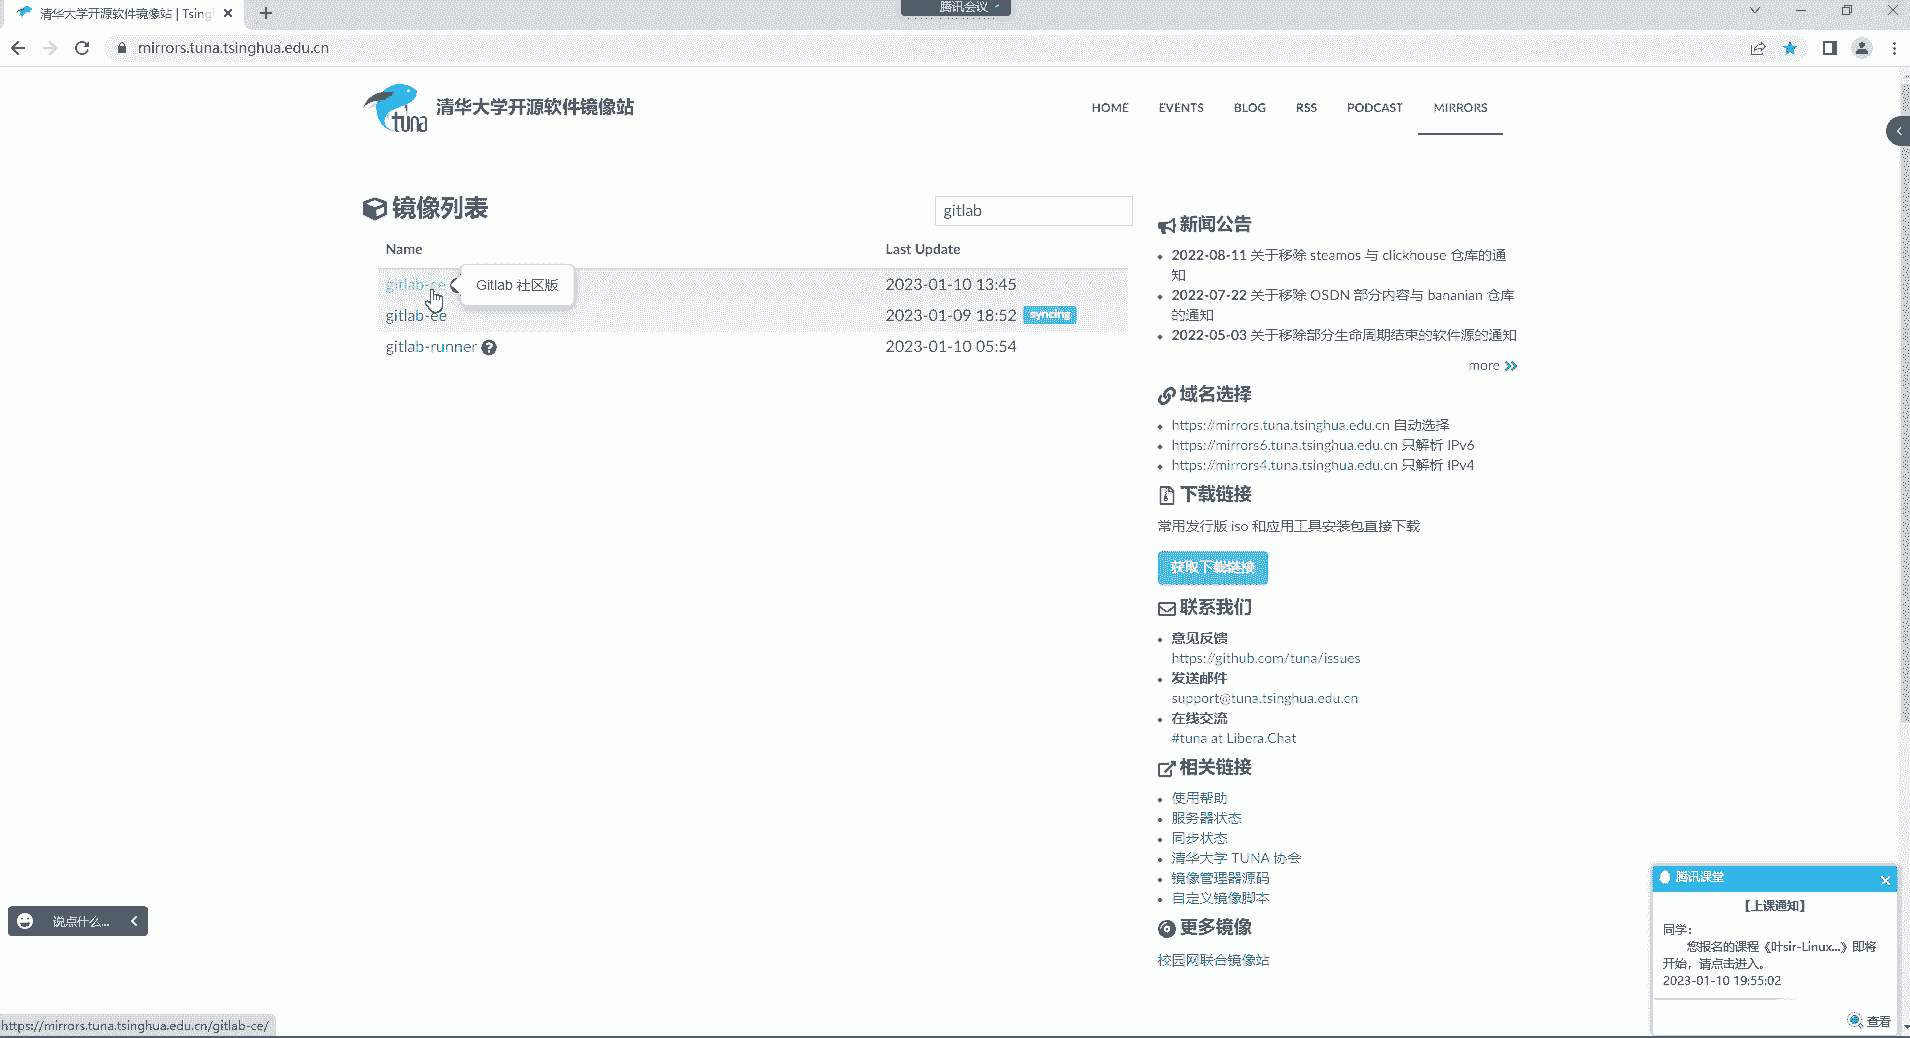 清华大学开源软件镜像站 | Tsing
腾讯会议
mirrors.tuna.tsinghua.edu.cn
tuna
清华大学开源软件镜像站
HOME EVENTS BLOG RSS PODCAST MIRRORS
镜像列表
gitlab
Name Last Update
gitlab-ce 2023-01-10 13:45
Gitlab 社区版
gitlab-ee 2023-01-09 18:52 syncing
gitlab-runner 2023-01-10 05:54
新闻公告
2022-08-11 关于移除 steamos 与 clickhouse 仓库的通
知
2022-07-22 关于移除 OSDN 部分内容与 bananian 仓库
的通知
2022-05-03 关于移除部分生命周期结束的软件源的通知
more
域名选择
https://mirrors.tuna.tsinghua.edu.cn 自动选择
https://mirrors6.tuna.tsinghua.edu.cn 只解析 IPv6
https://mirrors4.tuna.tsinghua.edu.cn 只解析 IPv4
下载链接
常用发行版 iso 和应用工具安装包直接下载
获取下载链接
联系我们
意见反馈
https://github.com/tuna/issues
发送邮件
support@tuna.tsinghua.edu.cn
在线交流
#tuna at Libera.Chat
相关链接
使用帮助
服务器状态
同步状态
清华大学 TUNA 协会
镜像管理器源码
自定义镜像脚本
更多镜像
校园网联合镜像站
说点什么...
https://mirrors.tuna.tsinghua.edu.cn/gitlab-ce/
腾讯课堂
【上课通知】
同学：
您报名的课程《叶sir-Linux...》即将
开始，请点击进入。
2023-01-10 19:55:02
查看